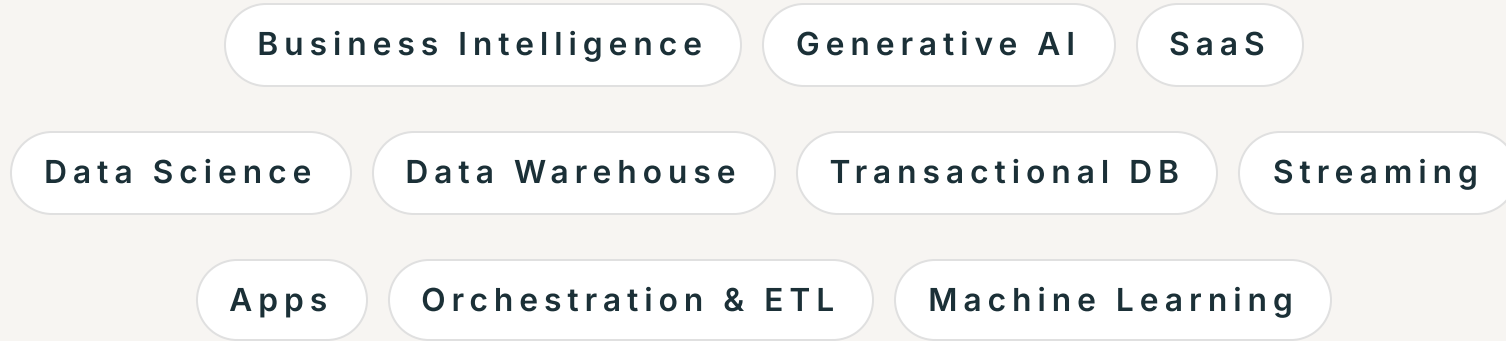 Business Intelligence Generative AI SaaS
Data Science Data Warehouse Transactional DB Streaming
Apps Orchestration & ETL Machine Learning